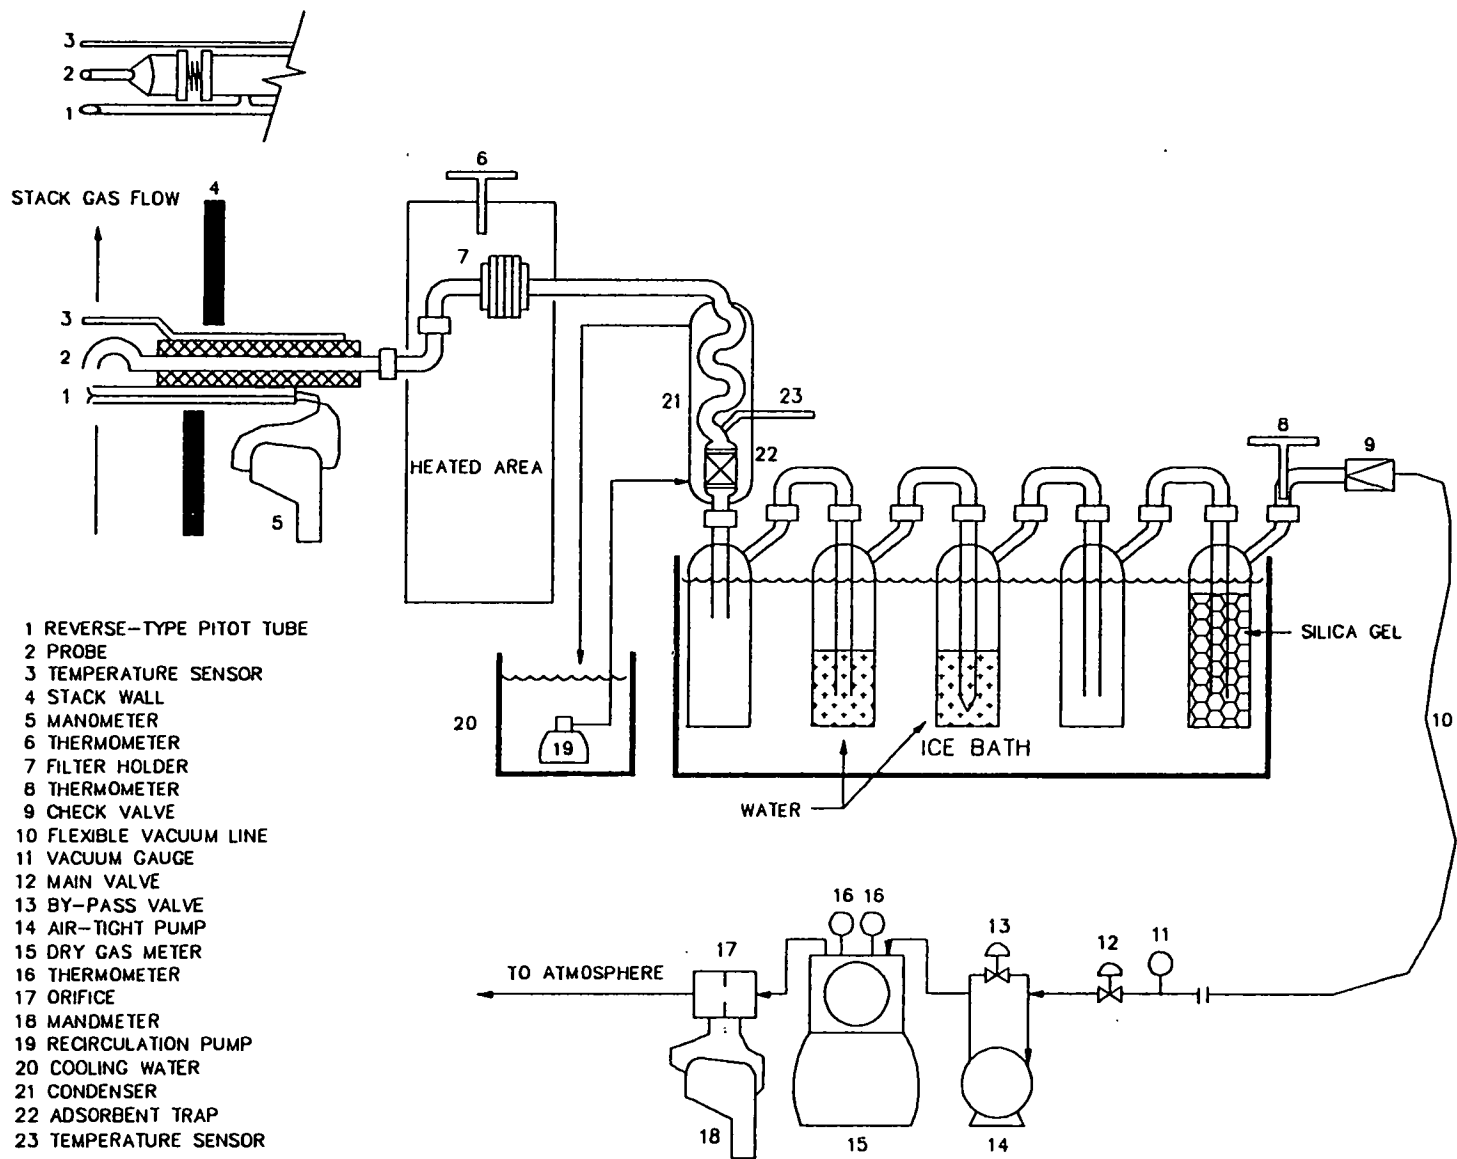 3
2
1
6
4
STACK GAS FLOW
7
3
2
1
21
23
22
8
9
HEATED AREA
5
SILICA GEL
20
19
ICE BATH
10
WATER
1 REVERSE-TYPE PITOT TUBE
2 PROBE
3 TEMPERATURE SENSOR
4 STACK WALL
5 MANOMETER
6 THERMOMETER
7 FILTER HOLDER
8 THERMOMETER
9 CHECK VALVE
10 FLEXIBLE VACUUM LINE
11 VACUUM GAUGE
12 MAIN VALVE
13 BY-PASS VALVE
14 AIR-TIGHT PUMP
15 DRY GAS METER
16 THERMOMETER
17 ORIFICE
18 MANDMETER
19 RECIRCULATION PUMP
20 COOLING WATER
21 CONDENSER
22 ADSORBENT TRAP
23 TEMPERATURE SENSOR
16 16
13
12
11
17
TO ATMOSPHERE
18
15
14